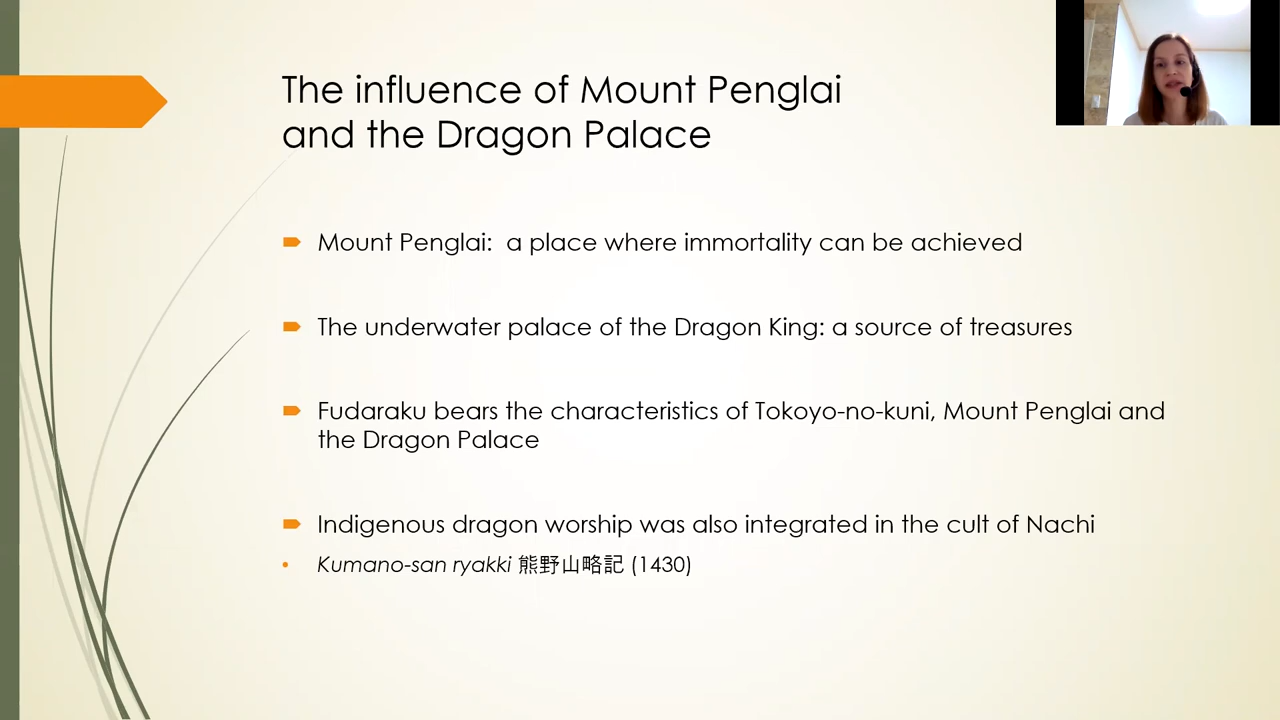 The influence of Mount Penglai
and the Dragon Palace
Mount Penglai: a place where immortality can be achieved
The underwater palace of the Dragon King: a source of treasures
Fudaraku bears the characteristics of Tokoyo-no-kuni, Mount Penglai and
the Dragon Palace
Indigenous dragon worship was also integrated in the cult of Nachi
Kumano-san ryakki 熊野山略記 (1430)